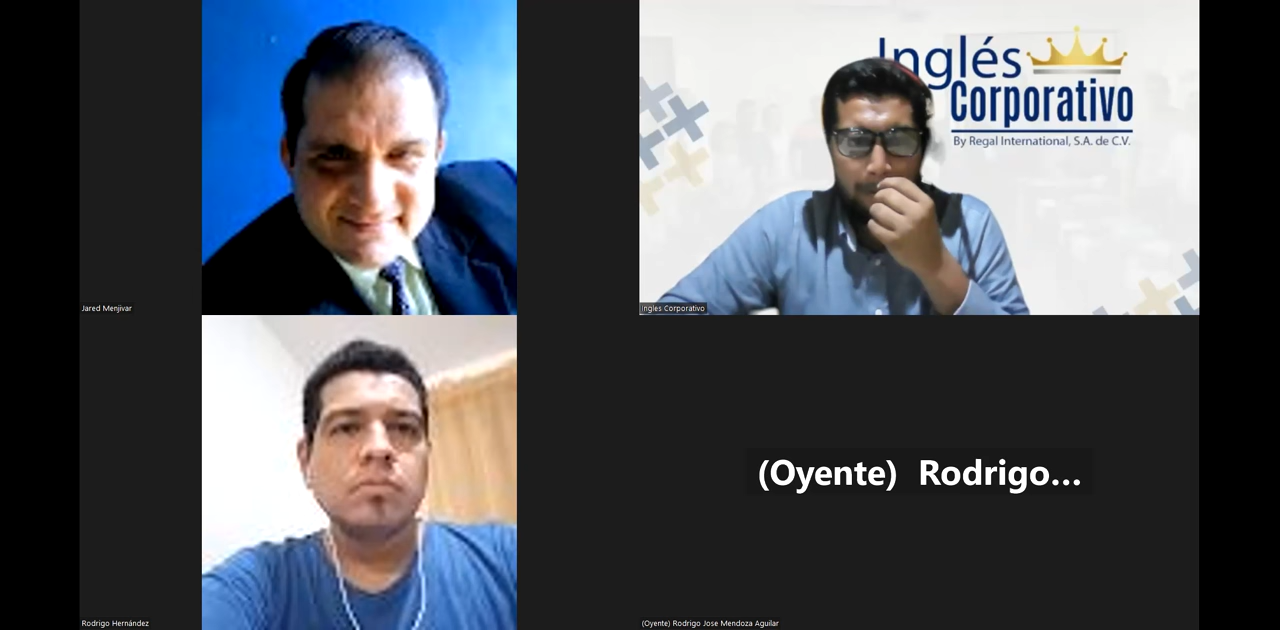 Inglés
Corporativo
By Regal International, S.A. de C.V.
Jared Menjivar
Ingles Corporativo
(Oyente) Rodrigo...
Rodrigo Hernández
(Oyente) Rodrigo Jose Mendoza Aguilar